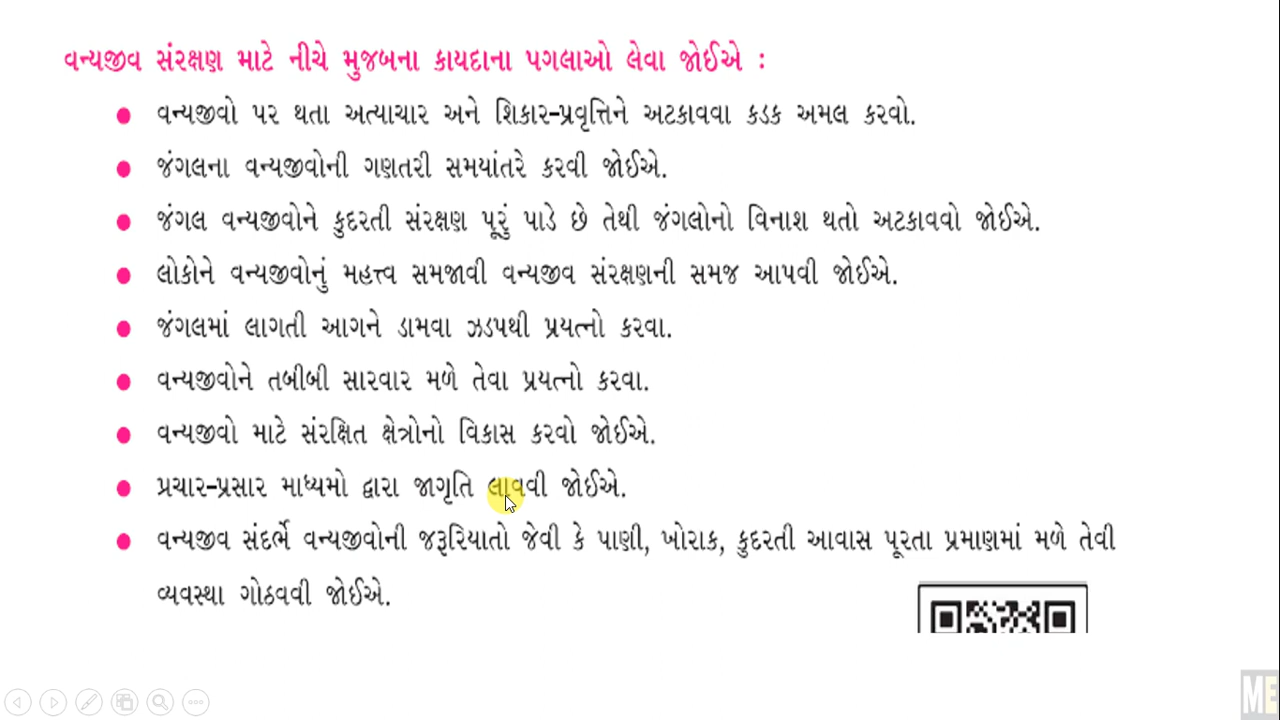 વન્યજીવ સંરક્ષણ માટે નીચે મુજબના કાયદાના પગલાઓ લેવા જોઈએ :
● વન્યજીવો પર થતા અત્યાચાર અને શિકાર-પ્રવૃત્તિને અટકાવવા કડક અમલ કરવો.
● જંગલના વન્યજીવોની ગણતરી સમયાંતરે કરવી જોઈએ.
● જંગલ વન્યજીવોને કુદરતી સંરક્ષણ પૂરું પાડે છે તેથી જંગલોનો વિનાશ થતો અટકાવવો જોઈએ.
● લોકોને વન્યજીવોનું મહત્ત્વ સમજાવી વન્યજીવ સંરક્ષણની સમજ આપવી જોઈએ.
● જંગલમાં લાગતી આગને ડામવા ઝડપથી પ્રયત્નો કરવા.
● વન્યજીવોને તબીબી સારવાર મળે તેવા પ્રયત્નો કરવા.
● વન્યજીવો માટે સંરક્ષિત ક્ષેત્રોનો વિકાસ કરવો જોઈએ.
● પ્રચાર-પ્રસાર માધ્યમો દ્વારા જાગૃતિ લાવવી જોઈએ.
● વન્યજીવ સંદર્ભે વન્યજીવોની જરૂરિયાતો જેવી કે પાણી, ખોરાક, કુદરતી આવાસ પૂરતા પ્રમાણમાં મળે તેવી
વ્યવસ્થા ગોઠવવી જોઈએ.
ME